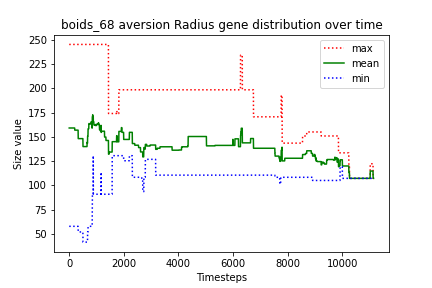 boids_68 aversion Radius gene distribution over time
250
225
200
175
150
125
100
75
50
Size value
max
mean
min
0
2000
4000
6000
8000
10000
Timesteps